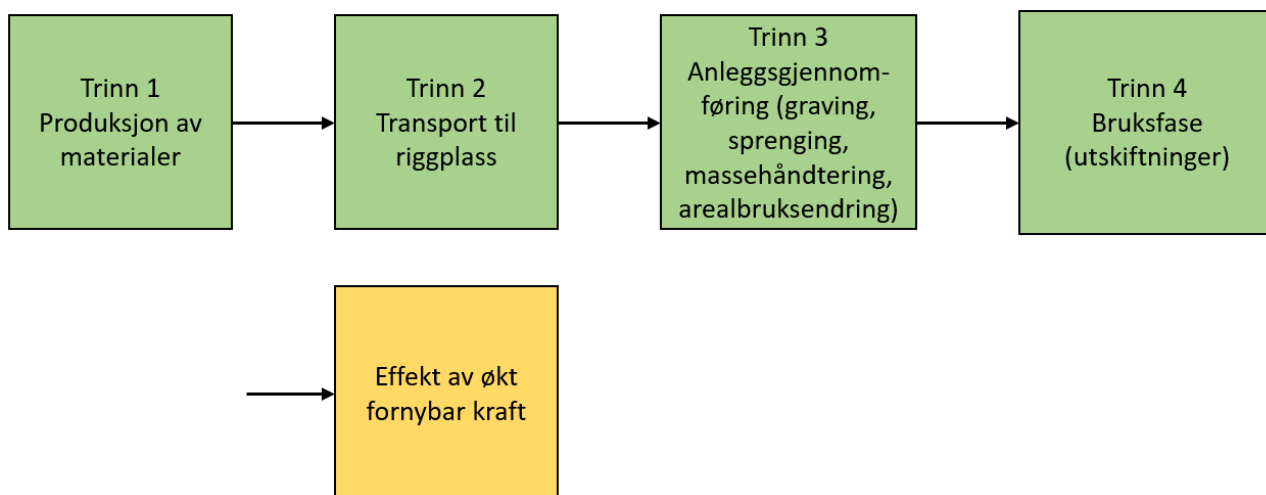 Trinn 1
Produksjon av
materialer
Trinn 2
Transport til
riggplass
Trinn 3
Anleggsgjennom-
føring (graving,
sprenging,
massehåndtering,
arealbruksendring)
Trinn 4
Bruksfase
(utskiftninger)
Effekt av økt
fornybar kraft